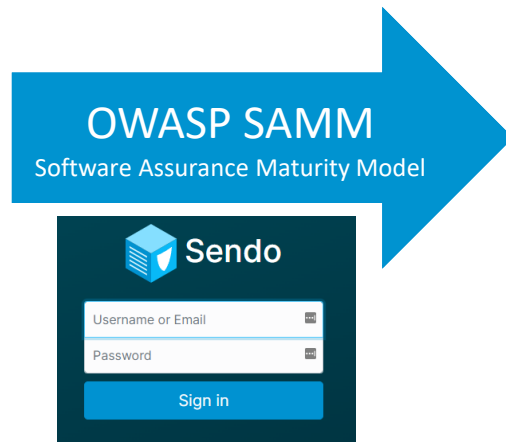 OWASP SAMM
Software Assurance Maturity Model
Sendo
Username or Email
Password
Sign in